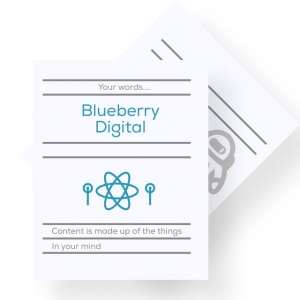 Your words....
Blueberry
Digital
Content is made up of the things
In your mind